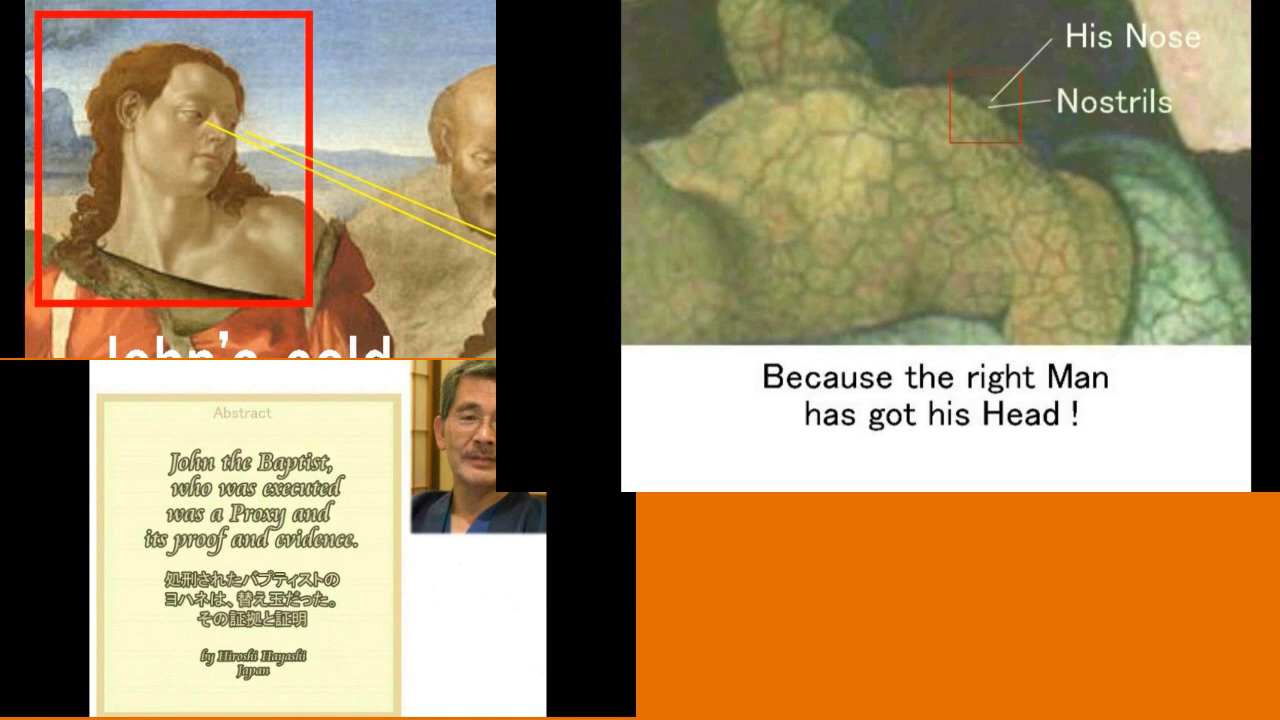 His Nose
Nostrils
Because the right Man
has got his Head !
Abstract
John the Baptist,
who was executed
was a Proxy and
its proof and evidence.
処刑されたバプティストの
ヨハネは、替え玉だった。
その証拠と証明
by Hiroshi Hayashi
Japan